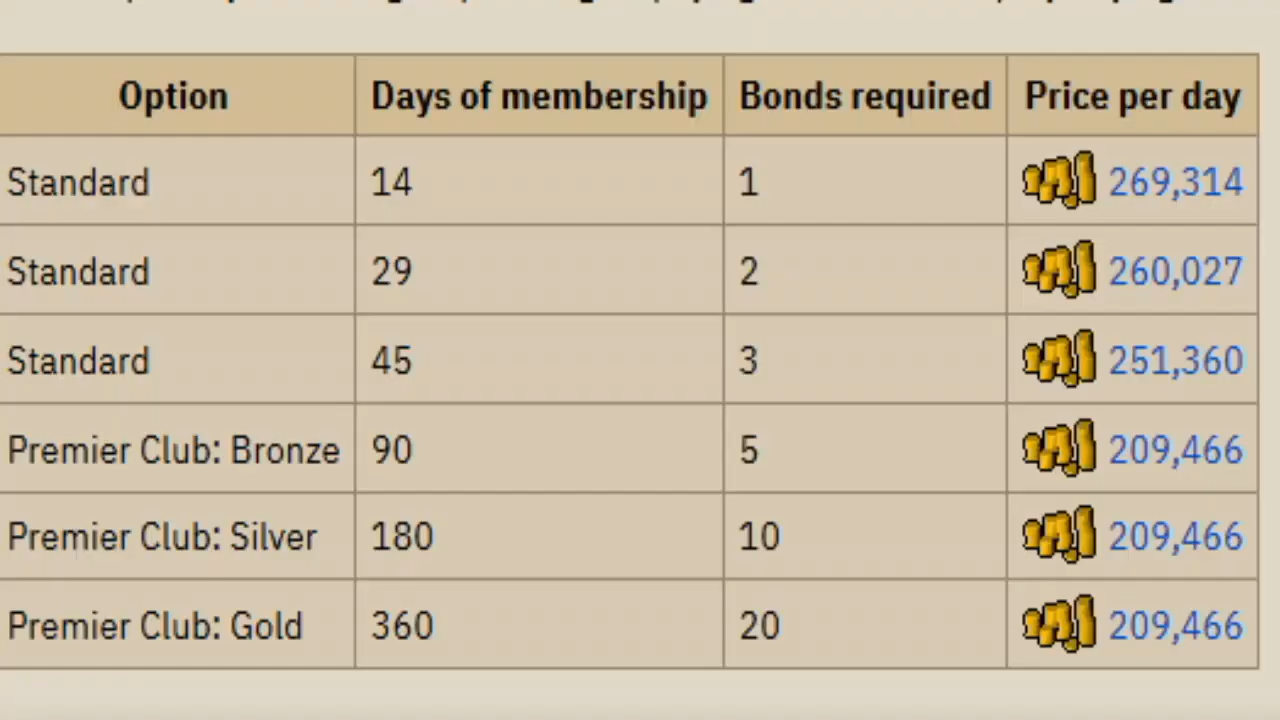 Option Days of membership Bonds required Price per day
Standard 14 1 269,314
Standard 29 2 260,027
Standard 45 3 251,360
Premier Club: Bronze 90 5 209,466
Premier Club: Silver 180 10 209,466
Premier Club: Gold 360 20 209,466